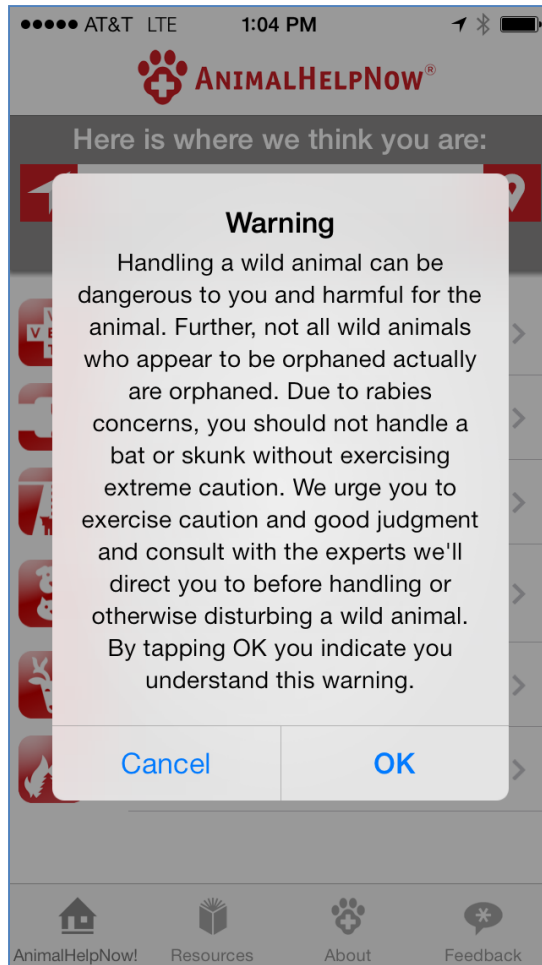 AT&T LTE 1:04 PM
ANIMALHELPNOW®
Here is where we think you are:
Warning
Handling a wild animal can be
dangerous to you and harmful for the
animal. Further, not all wild animals
who appear to be orphaned actually
are orphaned. Due to rabies
concerns, you should not handle a
bat or skunk without exercising
extreme caution. We urge you to
exercise caution and good judgment
and consult with the experts we'll
direct you to before handling or
otherwise disturbing a wild animal.
By tapping OK you indicate you
understand this warning.
Cancel OK
AnimalHelpNow! Resources About Feedback